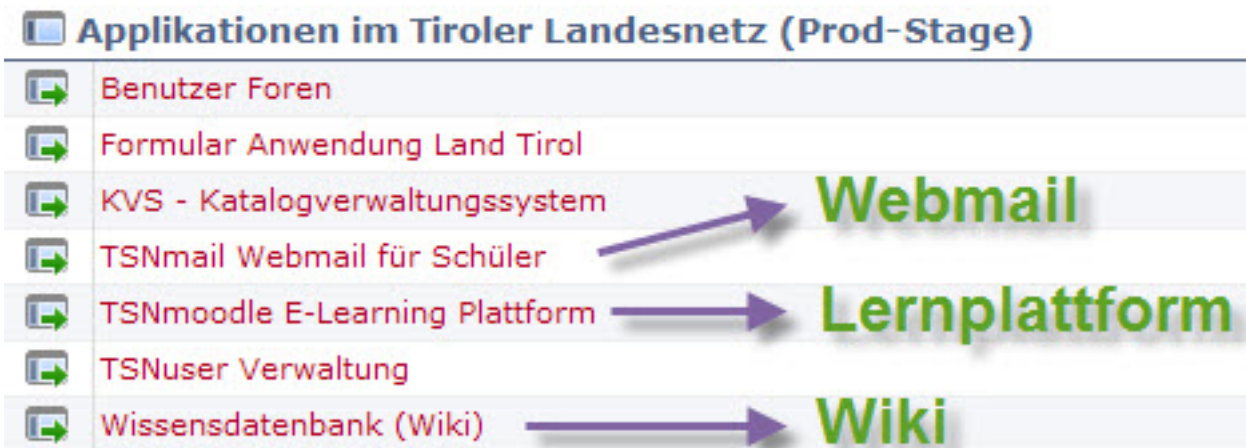 Applikationen im Tiroler Landesnetz (Prod-Stage)
Benutzer Foren
Formular Anwendung Land Tirol
KVS - Katalogverwaltungssystem
Webmail
TSNmail Webmail für Schüler
TSNmoodle E-Learning Plattform
Lernplattform
TSNuser Verwaltung
Wissensdatenbank (Wiki)
Wiki